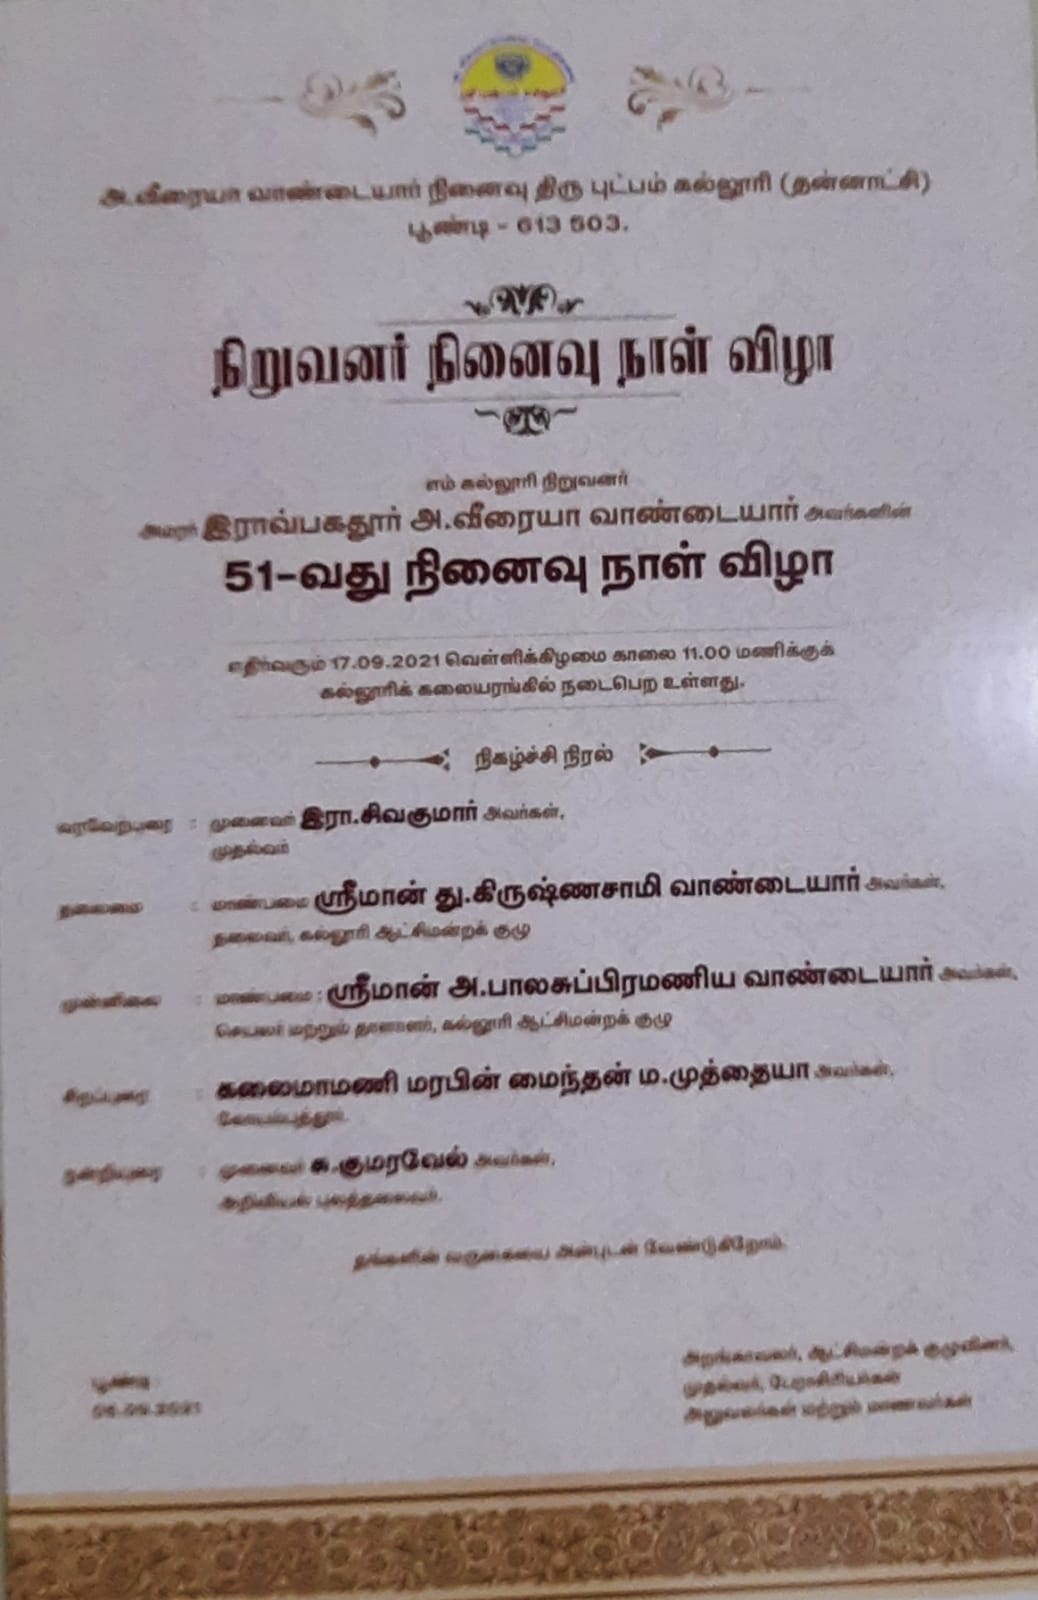 அ.வீரையா வாண்டையார் நினைவு திரு புட்பம் கல்லூரி (தன்னாட்சி)
பூண்டி - 613 503.
நிறுவனர் நினைவு நாள் விழா
எம் கல்லூரி நிறுவனர்
அமரர் இராவ்பகதூர் அ.வீரையா வாண்டையார் அவர்களின்
51-வது நினைவு நாள் விழா
எதிர்வரும் 17.09.2021 வெள்ளிக்கிழமை காலை 11.00 மணிக்குக்
கல்லூரிக் கலையரங்கில் நடைபெற உள்ளது.
நிகழ்ச்சி நிரல்
வரவேற்புரை : முனைவர் இரா.சிவகுமார் அவர்கள்,
முதல்வர்
தலைமை : மாண்பமை ஸ்ரீமான் து.கிருஷ்ணசாமி வாண்டையார் அவர்கள்,
தலைவர், கல்லூரி ஆட்சிமன்றக் குழு
முன்னிலை : மாண்பமை : ஸ்ரீமான் அ.பாலசுப்பிரமணிய வாண்டையார் அவர்கள்,
செயலர் மற்றும் தாளாளர், கல்லூரி ஆட்சிமன்றக் குழு
சிறப்புரை : கலைமாமணி மரபின் மைந்தன் ம.முத்தையா அவர்கள்,
கோயம்புத்தூர்.
நன்றியுரை : முனைவர் க.குமரவேல் அவர்கள்,
அறிவியல் புலத்தலைவர்.
தங்களின் வருகையை அன்புடன் வேண்டுகிறோம்.
அறங்காவலர், ஆட்சிமன்றக் குழுவினர்,
பூண்டி
முதல்வர், பேராசிரியர்கள்
09.2021
அலுவலர்கள் மற்றும் மாணவர்கள்